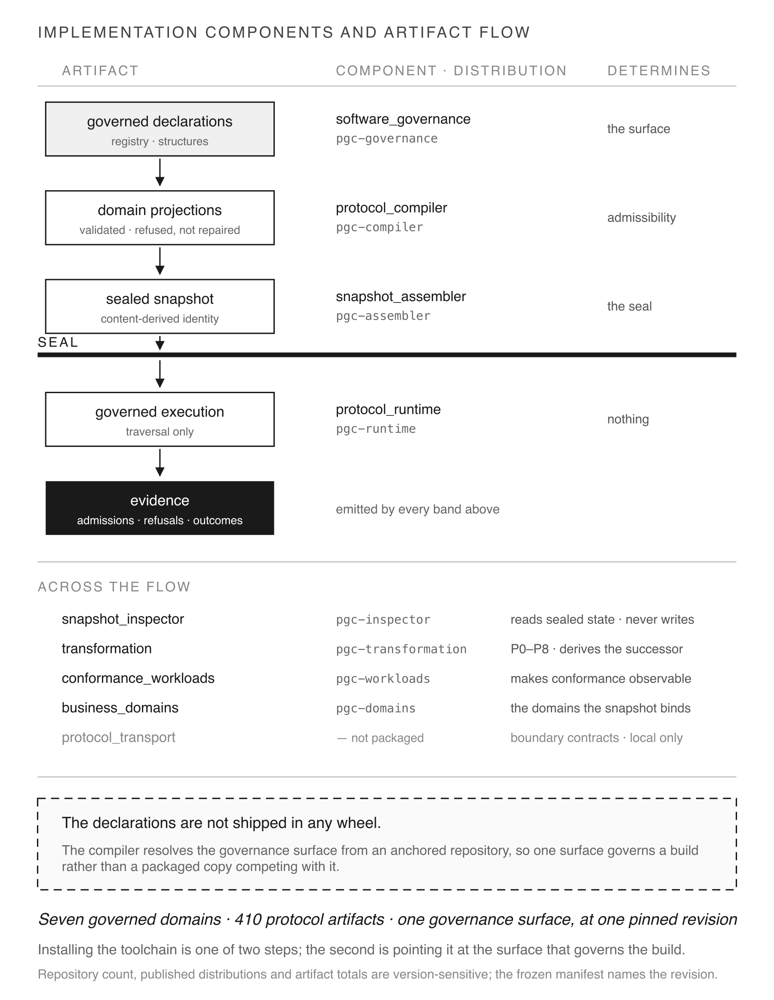 IMPLEMENTATION COMPONENTS AND ARTIFACT FLOW
ARTIFACT
COMPONENT · DISTRIBUTION
DETERMINES
governed declarations
registry · structures
software_governance
pgc-governance
the surface
domain projections
validated · refused, not repaired
protocol_compiler
pgc-compiler
admissibility
sealed snapshot
content-derived identity
snapshot_assembler
pgc-assembler
the seal
SEAL
governed execution
traversal only
protocol_runtime
pgc-runtime
nothing
evidence
admissions · refusals · outcomes
emitted by every band above
ACROSS THE FLOW
snapshot_inspector
pgc-inspector
reads sealed state · never writes
transformation
pgc-transformation
P0–P8 · derives the successor
conformance_workloads
pgc-workloads
makes conformance observable
business_domains
pgc-domains
the domains the snapshot binds
protocol_transport
— not packaged
boundary contracts · local only
The declarations are not shipped in any wheel.
The compiler resolves the governance surface from an anchored repository, so one surface governs a build
rather than a packaged copy competing with it.
Seven governed domains · 410 protocol artifacts · one governance surface, at one pinned revision
Installing the toolchain is one of two steps; the second is pointing it at the surface that governs the build.
Repository count, published distributions and artifact totals are version-sensitive; the frozen manifest names the revision.